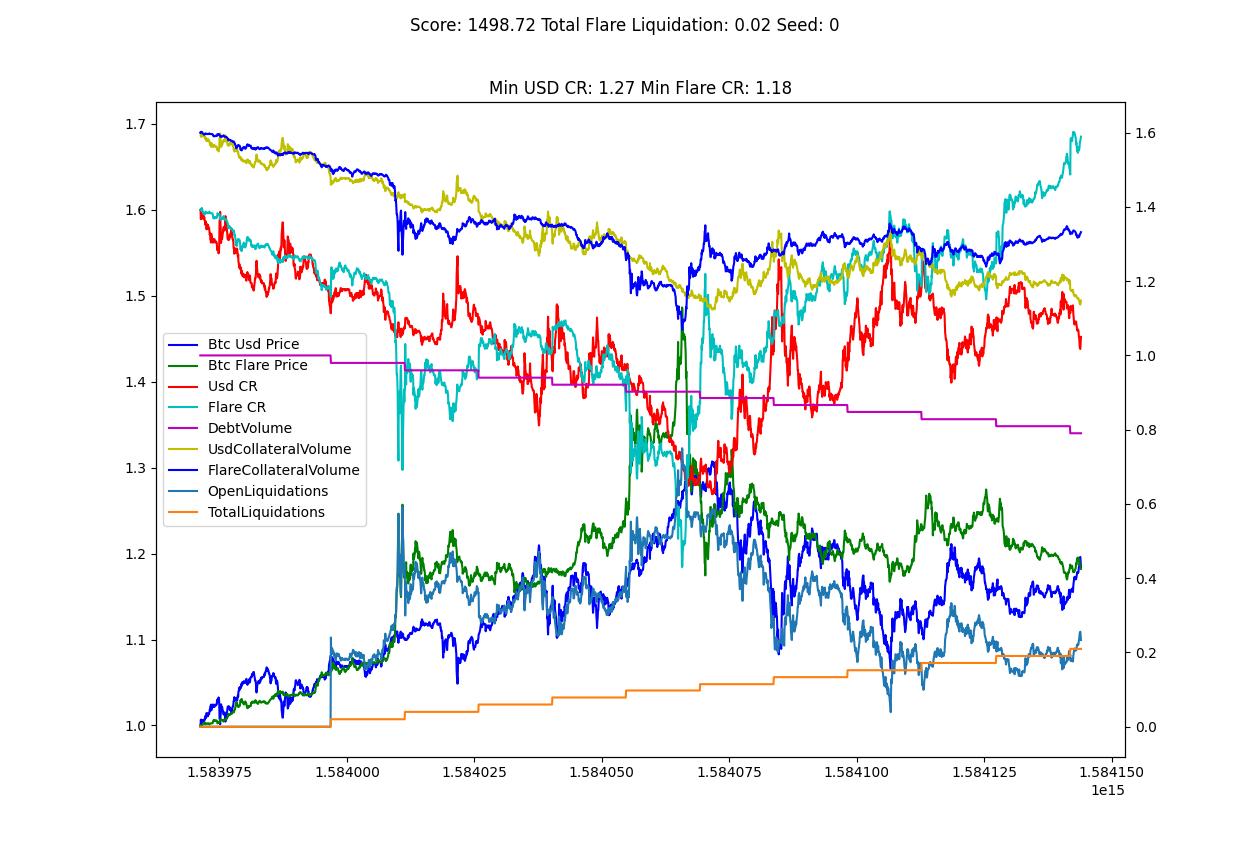 Score: 1498.72 Total Flare Liquidation: 0.02 Seed: 0
Min USD CR: 1.27 Min Flare CR: 1.18
1.7
1.6
1.5
1.4
1.3
1.2
1.1
1.0
Btc Usd Price
Btc Flare Price
Usd CR
Flare CR
DebtVolume
UsdCollateralVolume
FlareCollateralVolume
OpenLiquidations
TotalLiquidations
1.6
1.4
1.2
1.0
0.8
0.6
0.4
0.2
0.0
1.583975 1.584000 1.584025 1.584050 1.584075 1.584100 1.584125 1.584150
1e15